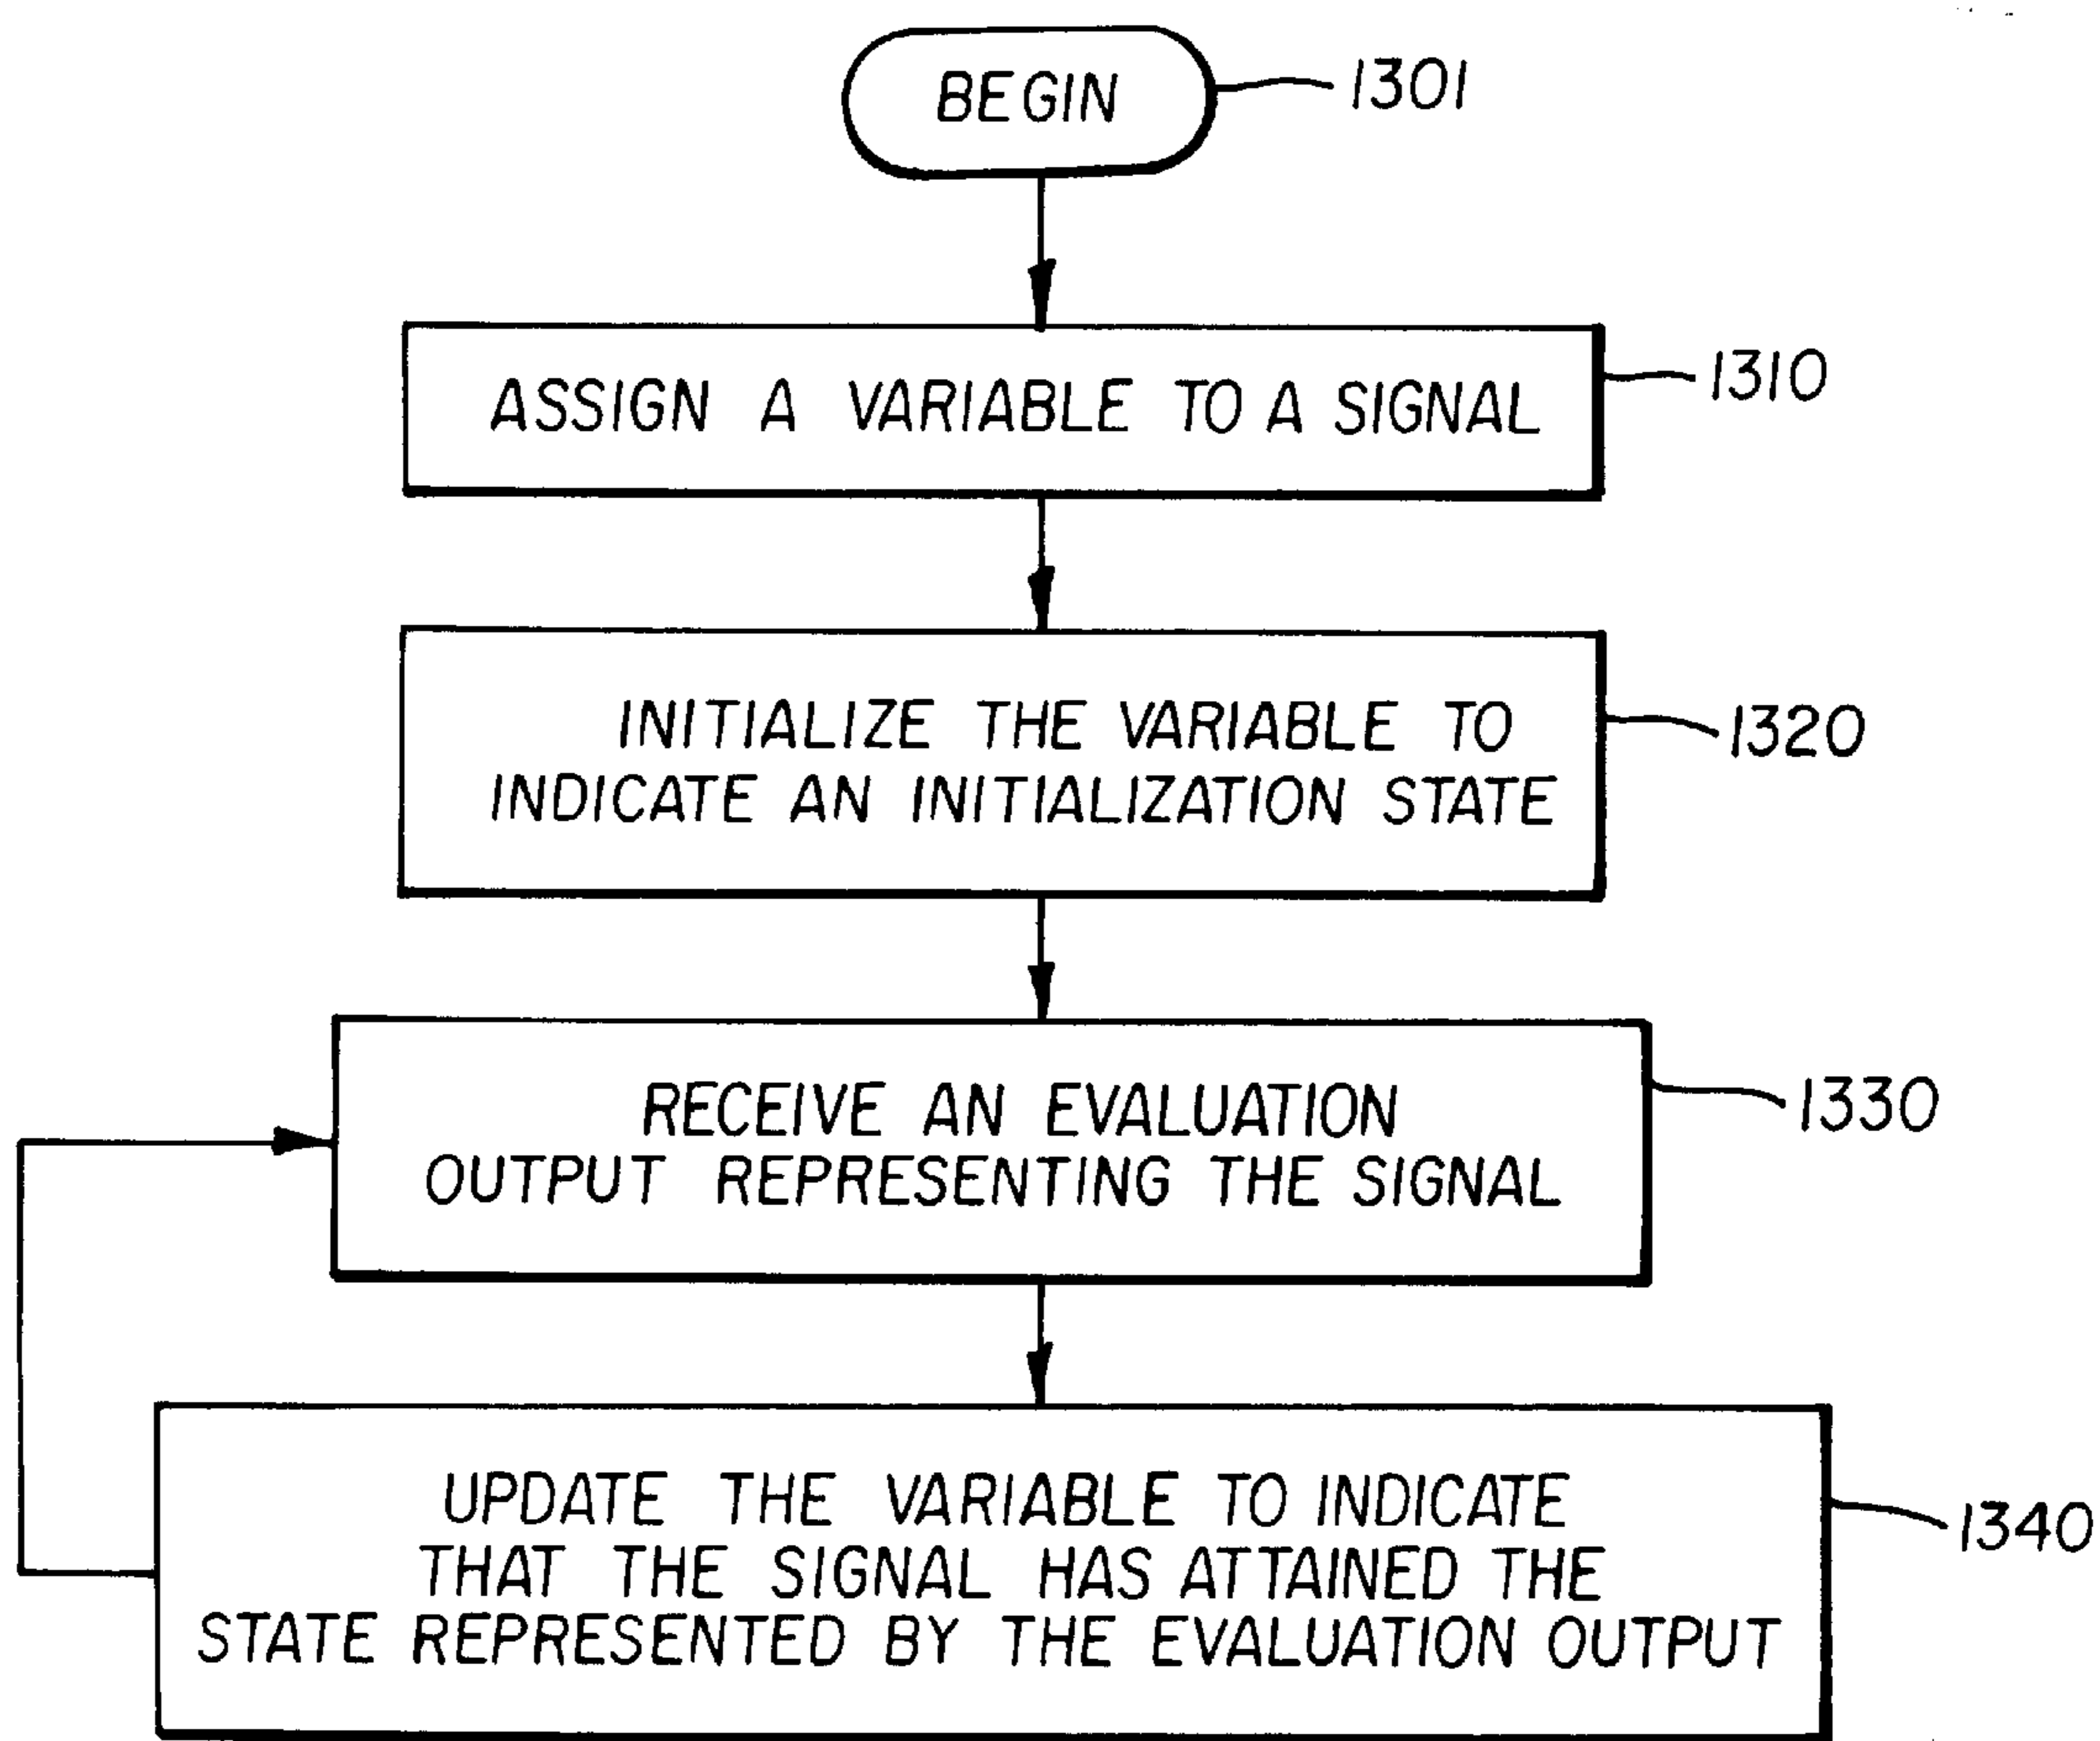 BEGIN
1301
ASSIGN A VARIABLE TO A SIGNAL
1310
INITIALIZE THE VARIABLE TO
INDICATE AN INITIALIZATION STATE
1320
RECEIVE AN EVALUATION
OUTPUT REPRESENTING THE SIGNAL
1330
UPDATE THE VARIABLE TO INDICATE
THAT THE SIGNAL HAS ATTAINED THE
STATE REPRESENTED BY THE EVALUATION OUTPUT
1340